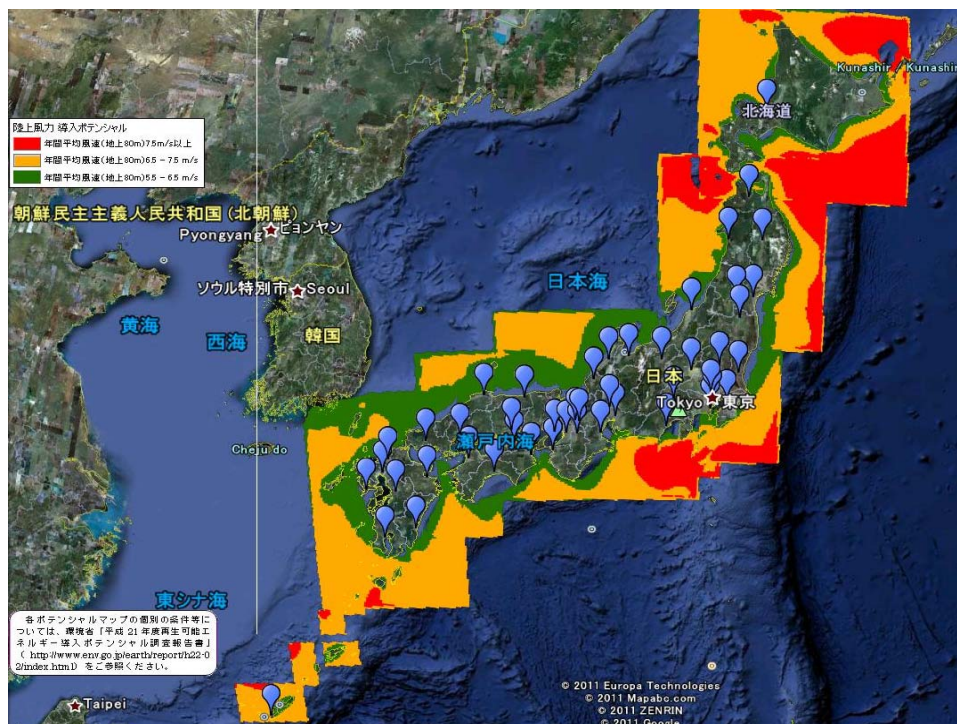 Kunashir / Kunashir
北海道
陸上風力 導入ポテンシャル
年間平均風速(地上80m)7.5m/s以上
年間平均風速(地上80m)6.5 - 7.5 m/s
年間平均風速(地上80m)5.5 - 6.5 m/s
朝鮮民主主義人民共和国(北朝鮮)
Pyongyang ピョンヤン
日本海
ソウル特別市 Seoul
黄海
西海
韓国
日本
Tokyo 東京
瀬戸内海
Cheju do
東シナ海
各ポテンシャルマップの個別の条件等に
ついては、環境省「平成 21 年度再生可能エ
ネルギー導入ポテンシャル調査報告書」
( http://www.env.go.jp/earth/report/h22-0
2/index.html) をご参照ください。
Taipei
© 2011 Europa Technologies
© 2011 Mapabc.com
© 2011 ZENRIN
© 2011 Google